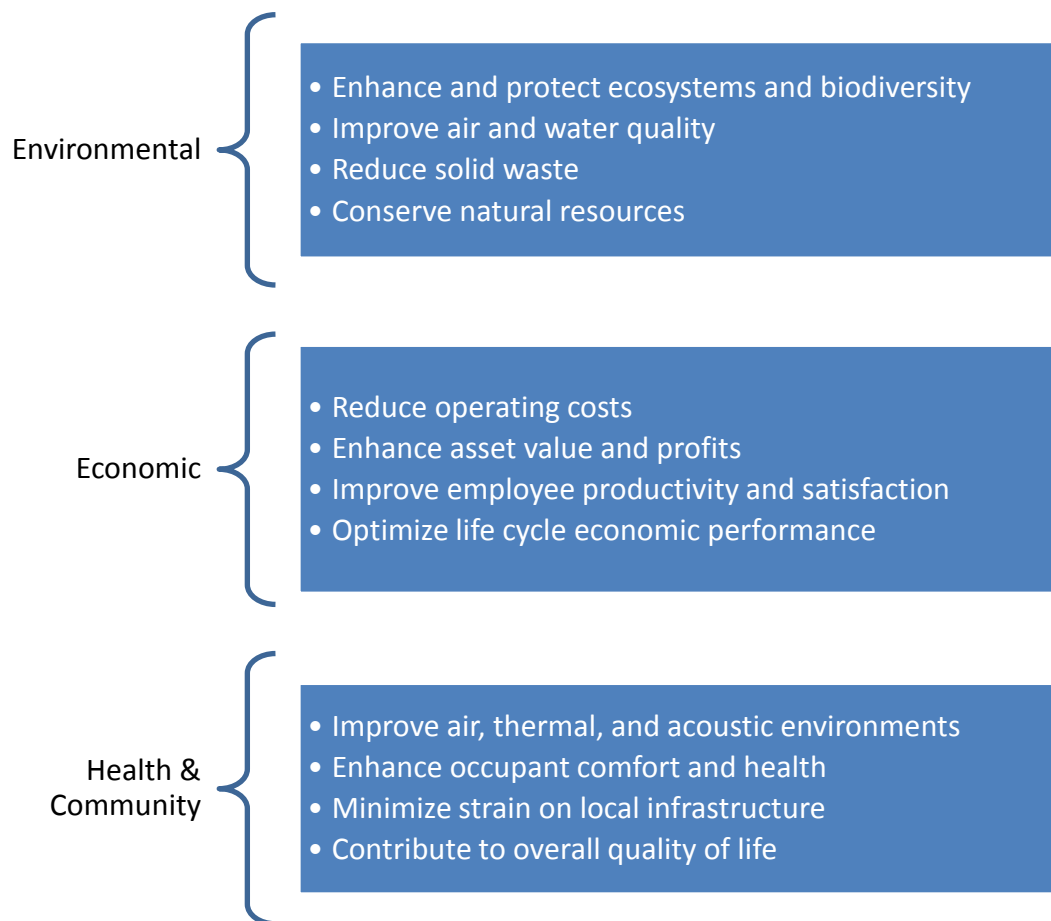 Environmental
• Enhance and protect ecosystems and biodiversity
• Improve air and water quality
• Reduce solid waste
• Conserve natural resources
Economic
• Reduce operating costs
• Enhance asset value and profits
• Improve employee productivity and satisfaction
• Optimize life cycle economic performance
Health &
Community
• Improve air, thermal, and acoustic environments
• Enhance occupant comfort and health
• Minimize strain on local infrastructure
• Contribute to overall quality of life